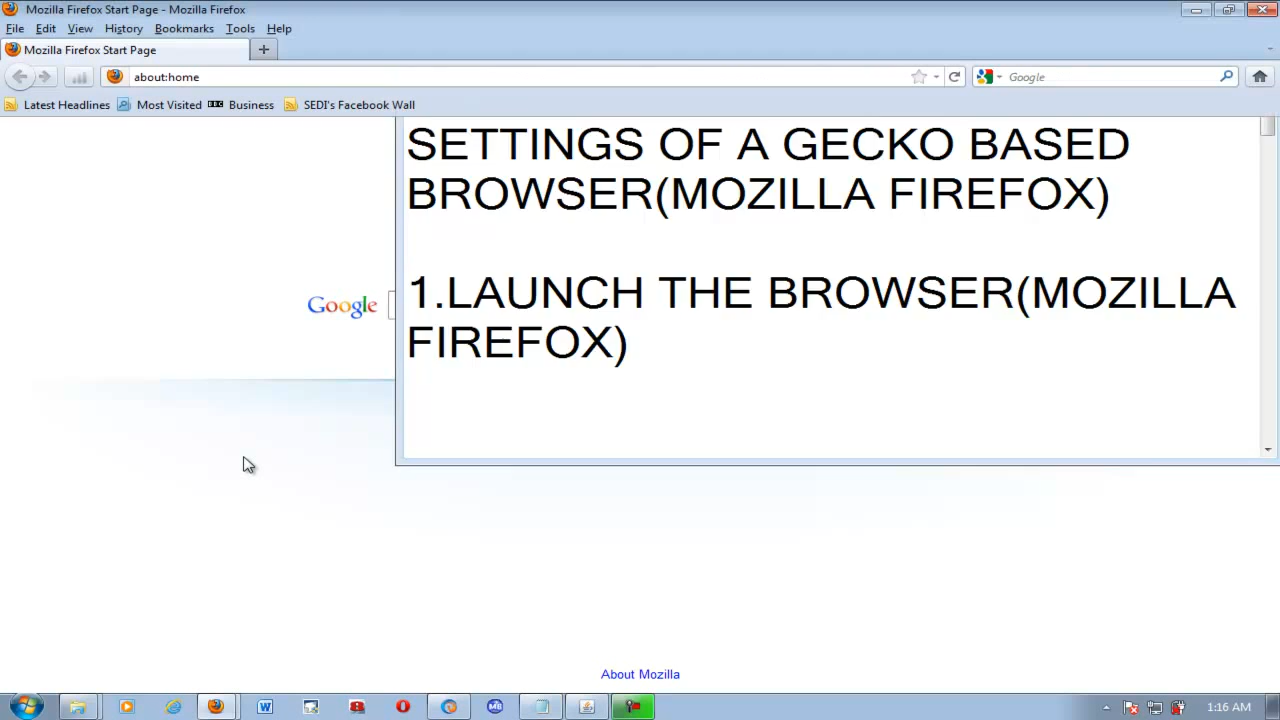 Mozilla Firefox Start Page - Mozilla Firefox
File Edit View History Bookmarks Tools Help
Mozilla Firefox Start Page
about:home
Google
Latest Headlines Most Visited BBC Business SEDI's Facebook Wall
SETTINGS OF A GECKO BASED
BROWSER(MOZILLA FIREFOX)
1.LAUNCH THE BROWSER(MOZILLA
FIREFOX)
Google
About Mozilla
1:16 AM